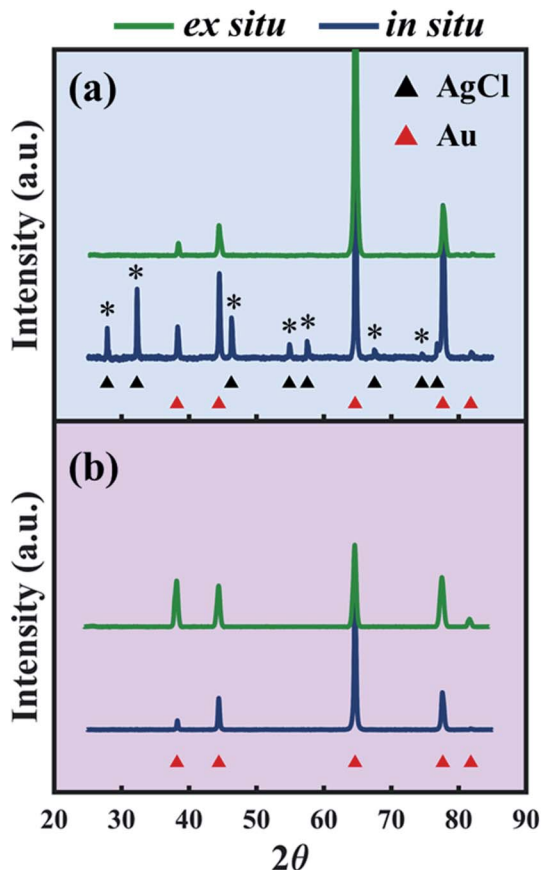 ex situ in situ
(a)
AgCl
Au
Intensity (a.u.)
* * * * * * *
(b)
Intensity (a.u.)
20 30 40 50 60 70 80 90
2θ